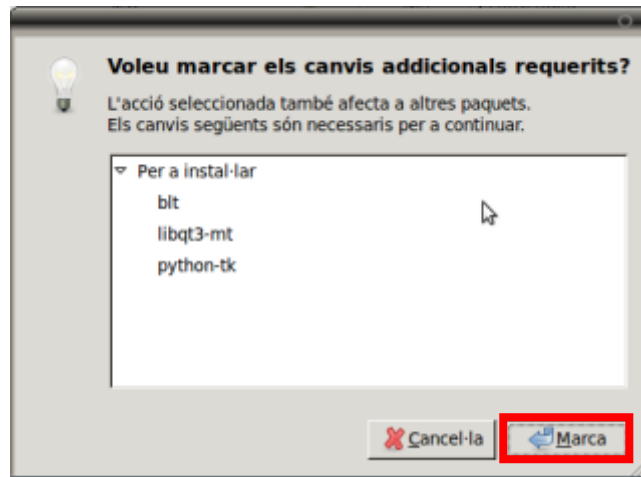 Voleu marcar els canvis addicionals requerits?
L'acció seleccionada també afecta a altres paquets.
Els canvis següents són necessaris per a continuar.
Per a instal·lar
blt
libqt3-mt
python-tk
Cancel·la
Marca